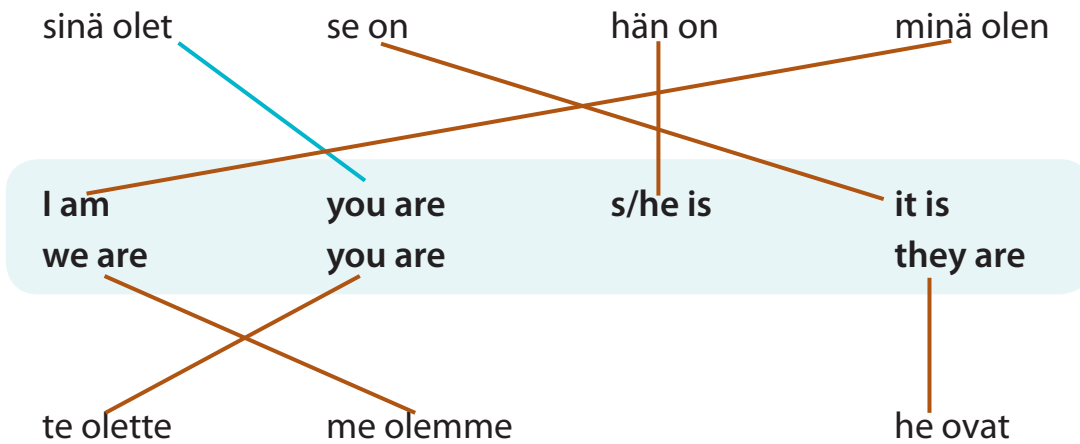 sinä olet se on hän on minä olen
I am you are s/he is it is
we are you are they are
te olette me olemme he ovat